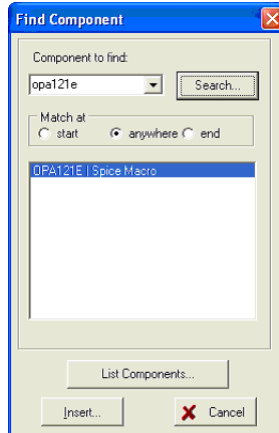 Find Component
Component to find:
opa121e
Search...
Match at
start anywhere end
OPA121E | Spice Macro
List Components...
Insert... Cancel